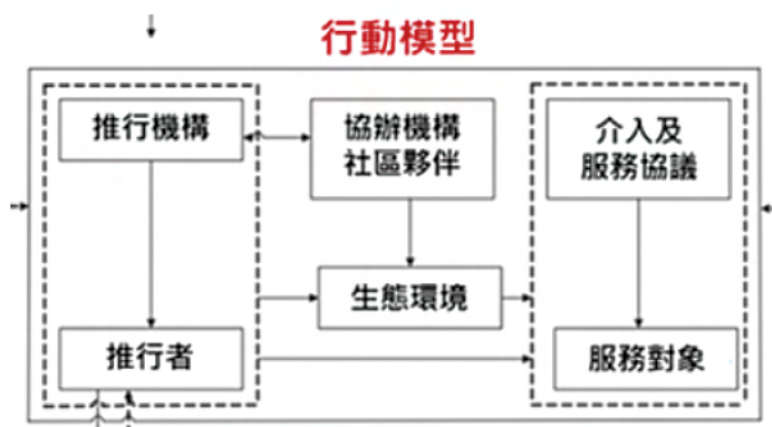 行動模型
推行機構
協辦機構
社區夥伴
介入及
服務協議
生態環境
推行者
服務對象